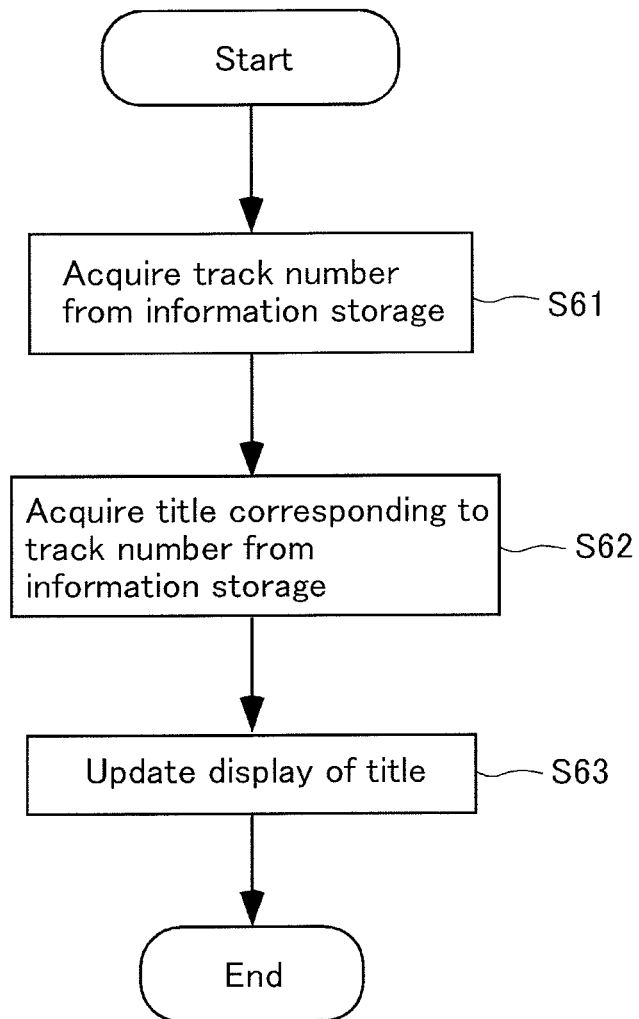 Start
Acquire track number
from information storage
S61
Acquire title corresponding to
track number from
information storage
S62
Update display of title
S63
End